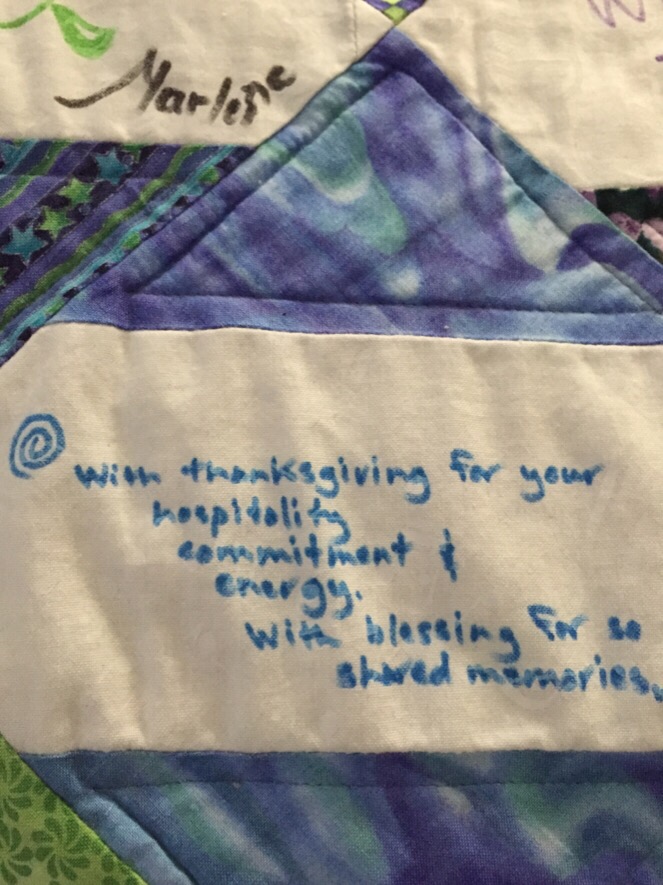 Marlene
With thanksgiving for your
hospitality
commitment &
energy.
With blessing for so
shared memories.